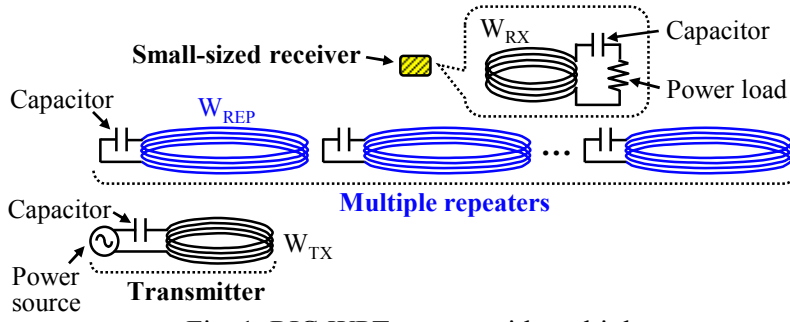 W_RX
Capacitor
Small-sized receiver
Power load
Capacitor
W_REP
...
Multiple repeaters
Capacitor
W_TX
Power
source
Transmitter